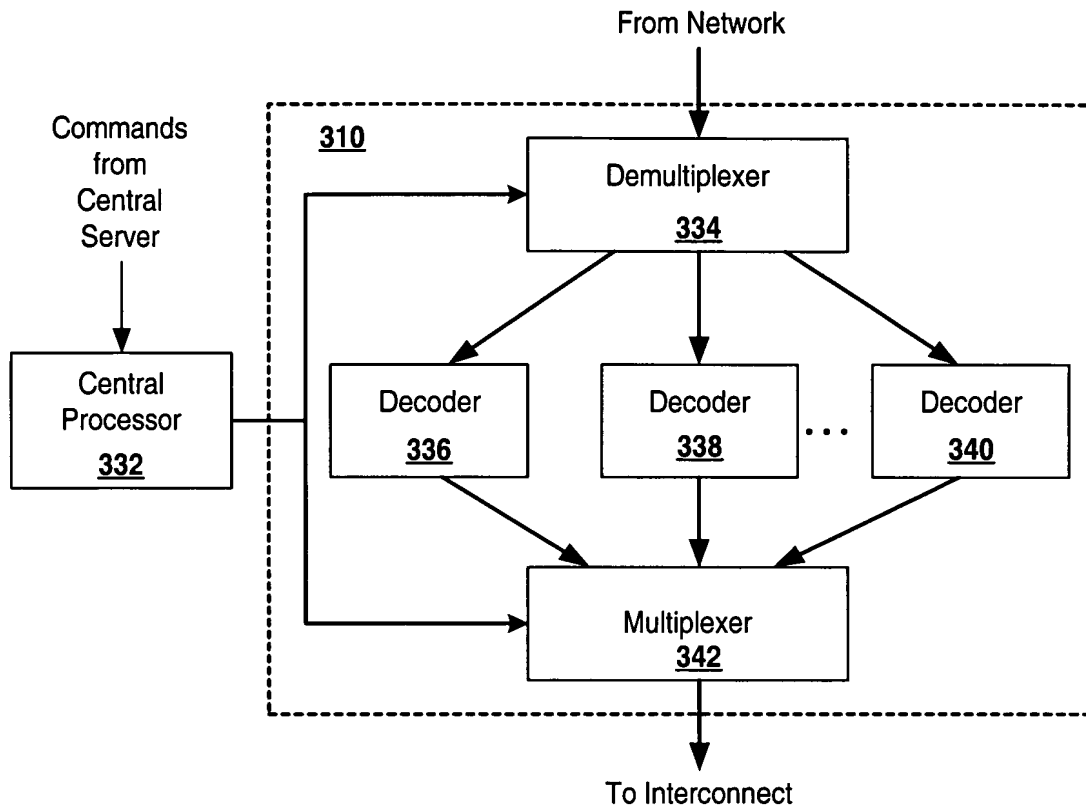 From Network
Commands
from
Central
Server
310
Demultiplexer
334
Central
Processor
332
Decoder
336
Decoder
338
...
Decoder
340
Multiplexer
342
To Interconnect